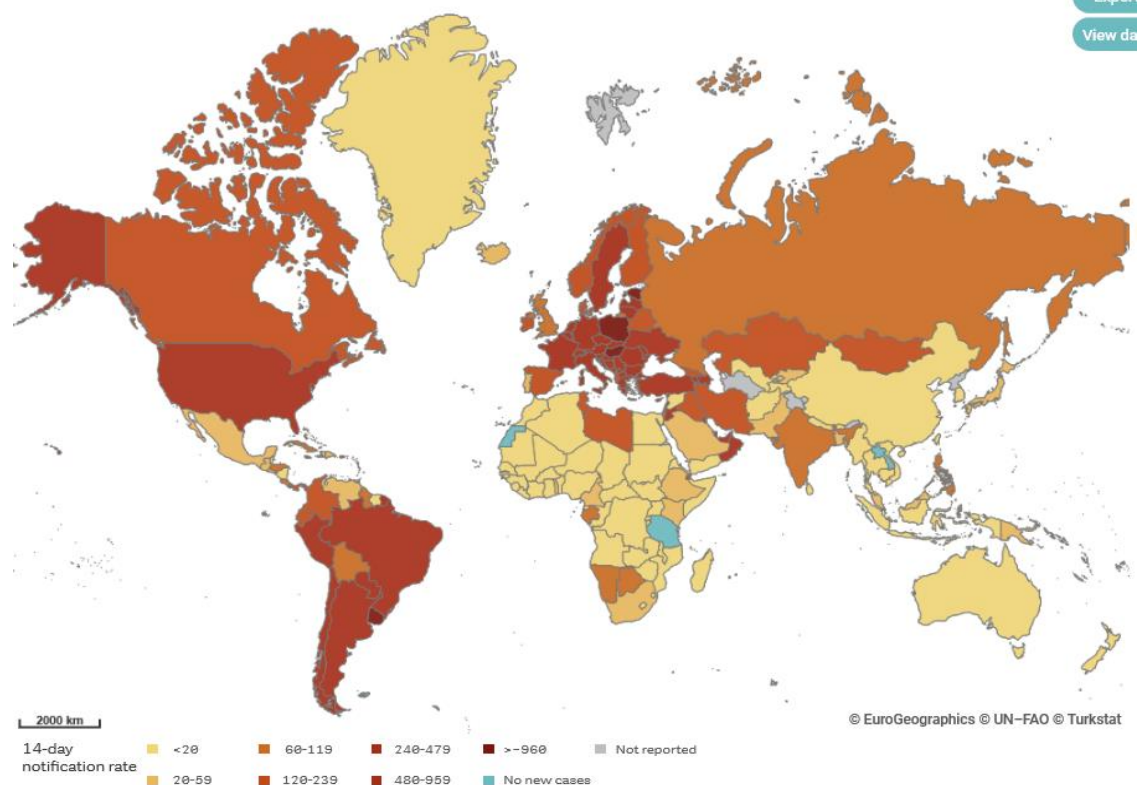 View da
© EuroGeographics © UN–FAO © Turkstat
2000 km
14-day
notification rate
<20
60-119
240-479
>-960
Not reported
20-59
120-239
480-959
No new cases